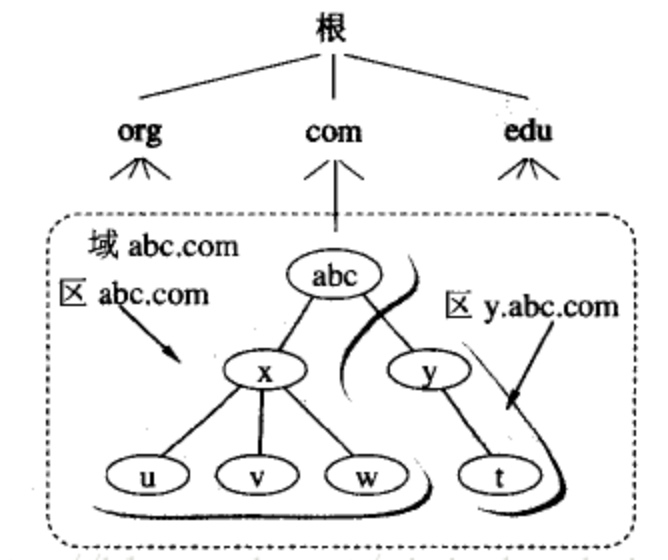 根
org com edu
域 abc.com
abc
区 abc.com
区 y.abc.com
x
y
u v w t